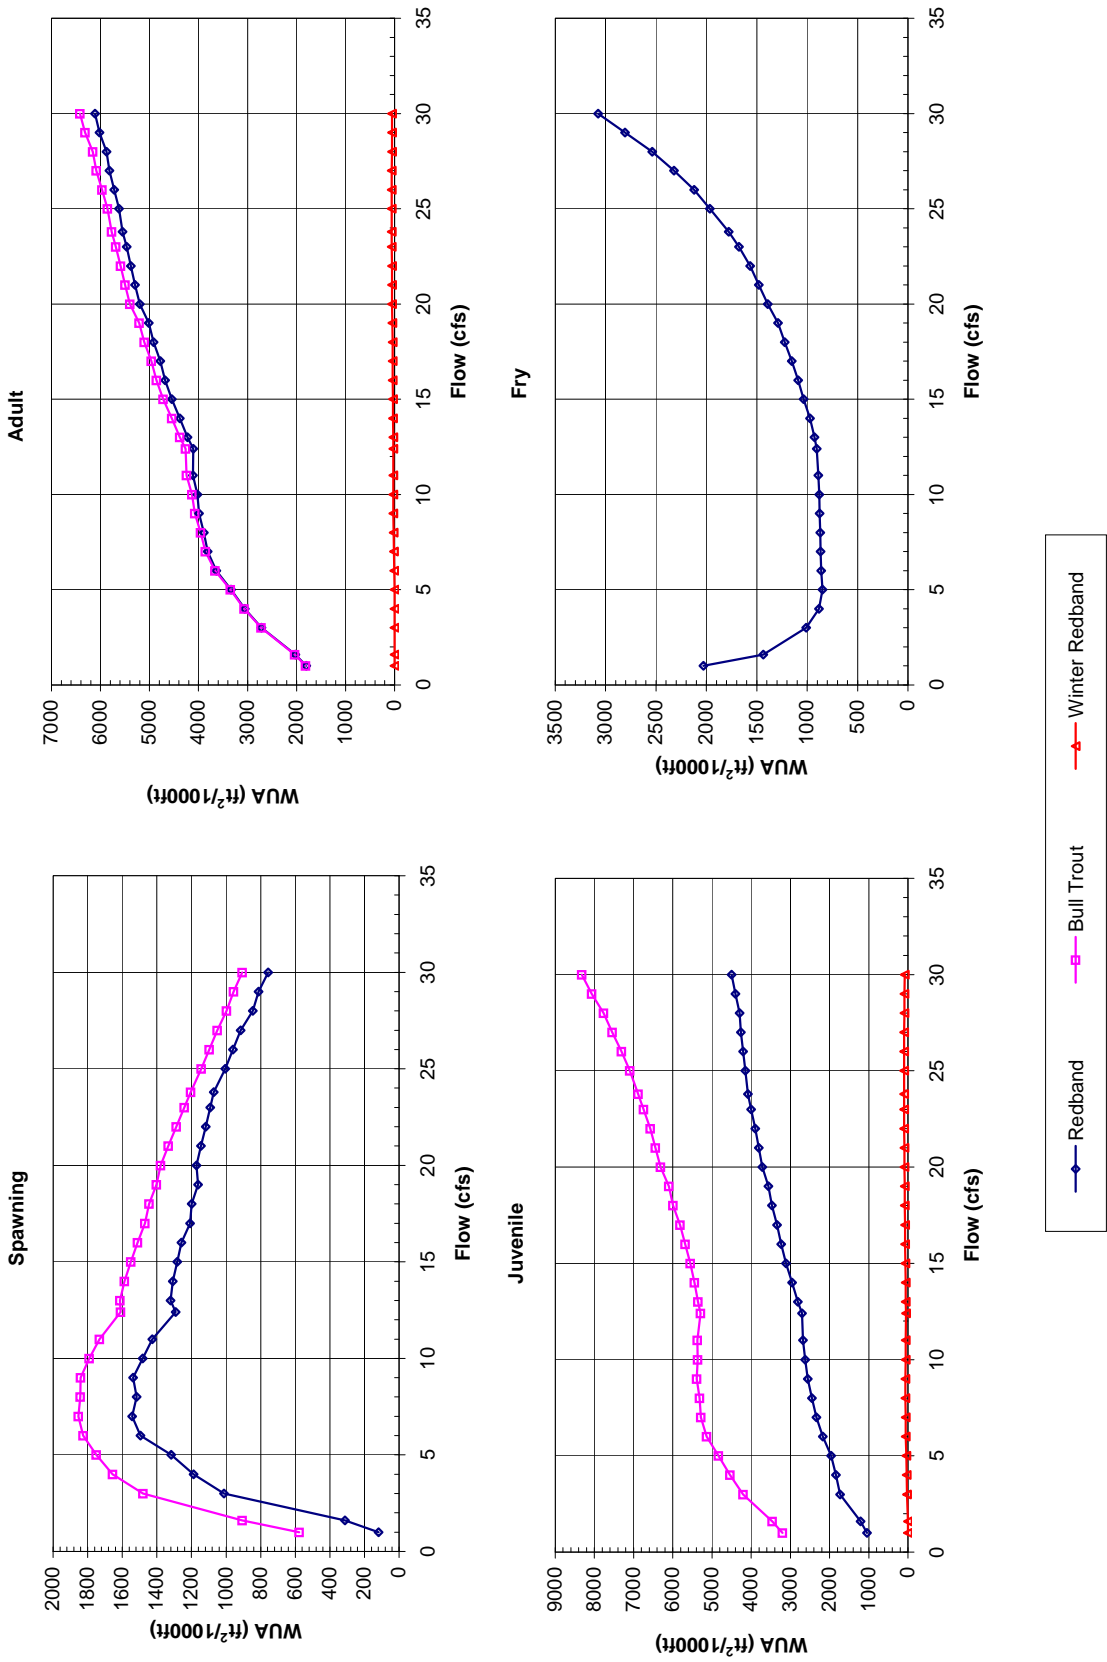 Spawning
2000
1800
1600
1400
1200
1000
800
600
400
200
0
WUA (ft²/1000ft)
0 5 10 15 20 25 30 35
Flow (cfs)
Adult
7000
6000
5000
4000
3000
2000
1000
0
WUA (ft²/1000ft)
0 5 10 15 20 25 30 35
Flow (cfs)
Juvenile
9000
8000
7000
6000
5000
4000
3000
2000
1000
0
WUA (ft²/1000ft)
0 5 10 15 20 25 30 35
Flow (cfs)
Fry
3500
3000
2500
2000
1500
1000
500
0
WUA (ft²/1000ft)
0 5 10 15 20 25 30 35
Flow (cfs)
Redband Bull Trout Winter Redband